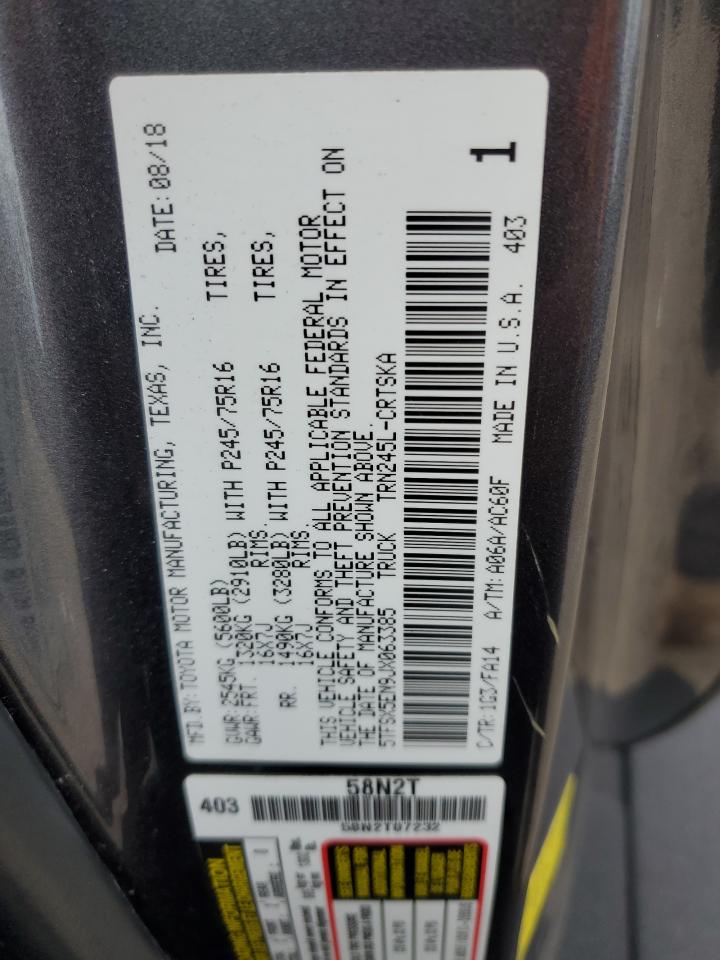 MFD.BY: TOYOTA MOTOR MANUFACTURING, TEXAS, INC. DATE: 08/18
GVWR: 2545KG (5600LB)
GAWR: FRT. 1320KG (2910LB) WITH P245/75R16 TIRES,
16X7J RIMS.
RR. 1490KG (3280LB) WITH P245/75R16 TIRES,
16X7J RIMS.
THIS VEHICLE CONFORMS TO ALL APPLICABLE FEDERAL MOTOR
VEHICLE SAFETY AND THEFT PREVENTION STANDARDS IN EFFECT ON
THE DATE OF MANUFACTURE SHOWN ABOVE.
5TFSX5EN9JX063385 TRUCK TRN245L-CRTSKA
1
C/TR: 1G3/FA14 A/TM: A06A/AC60F MADE IN U.S.A. 403
58N2T
403
58N2T07232